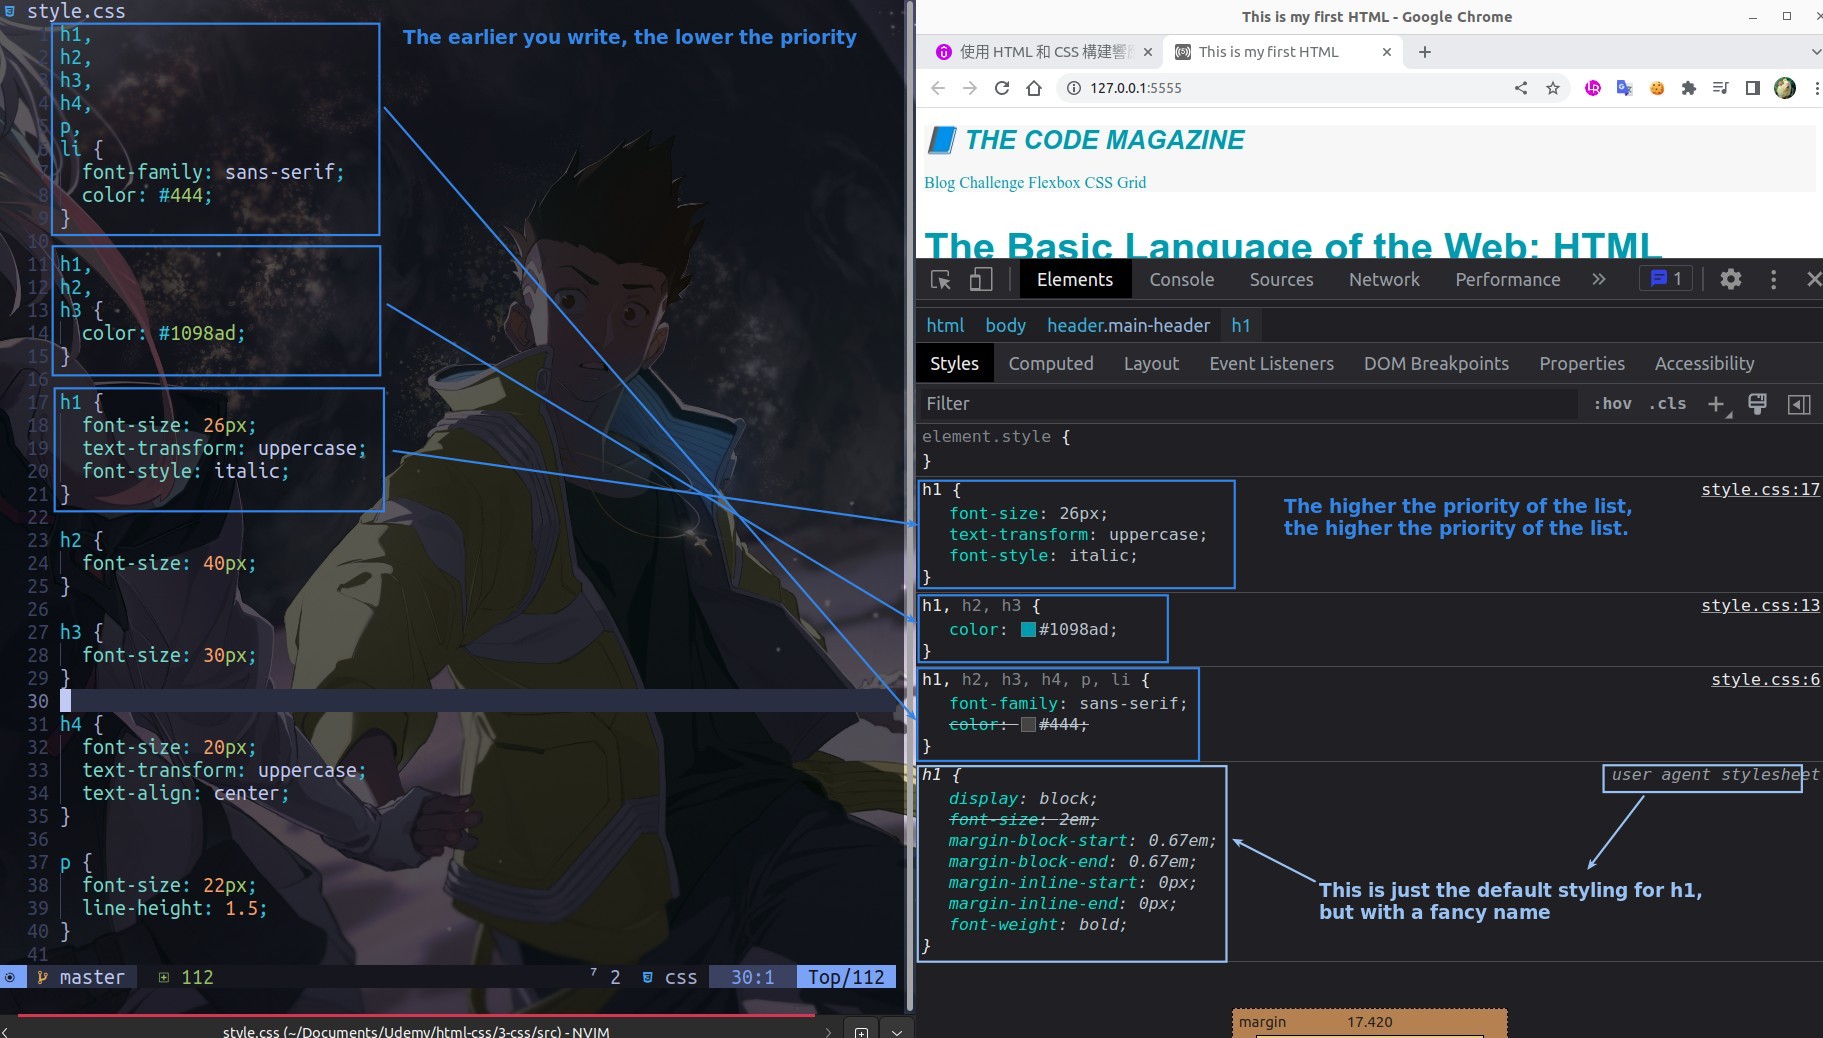 style.css
The earlier you write, the lower the priority
1 h1,
2 h2,
3 h3,
4 h4,
5 p,
6 li {
7 font-family: sans-serif;
8 color: #444;
9 }
10
11 h1,
12 h2,
13 h3 {
14 color: #1098ad;
15 }
16
17 h1 {
18 font-size: 26px;
19 text-transform: uppercase;
20 font-style: italic;
21 }
22
23 h2 {
24 font-size: 40px;
25 }
26
27 h3 {
28 font-size: 30px;
29 }
30
31 h4 {
32 font-size: 20px;
33 text-transform: uppercase;
34 text-align: center;
35 }
36
37 p {
38 font-size: 22px;
39 line-height: 1.5;
40 }
41
master 112 7 2 css 30:1 Top/112
style.css (~/Documents/Udemy/html-css/3-css/src) - NVIM
This is my first HTML - Google Chrome
使用 HTML 和 CSS 構建響
This is my first HTML
127.0.0.1:5555
THE CODE MAGAZINE
Blog Challenge Flexbox CSS Grid
The Basic Language of the Web: HTML
Elements Console Sources Network Performance » 1
html body header.main-header h1
Styles Computed Layout Event Listeners DOM Breakpoints Properties Accessibility
Filter :hov .cls +
element.style {
}
h1 { style.css:17
font-size: 26px;
text-transform: uppercase;
font-style: italic;
}
The higher the priority of the list,
the higher the priority of the list.
h1, h2, h3 { style.css:13
color: #1098ad;
}
h1, h2, h3, h4, p, li { style.css:6
font-family: sans-serif;
color: #444;
}
h1 { user agent stylesheet
display: block;
font-size: 2em;
margin-block-start: 0.67em;
margin-block-end: 0.67em;
margin-inline-start: 0px;
margin-inline-end: 0px;
font-weight: bold;
}
This is just the default styling for h1,
but with a fancy name
margin 17.420